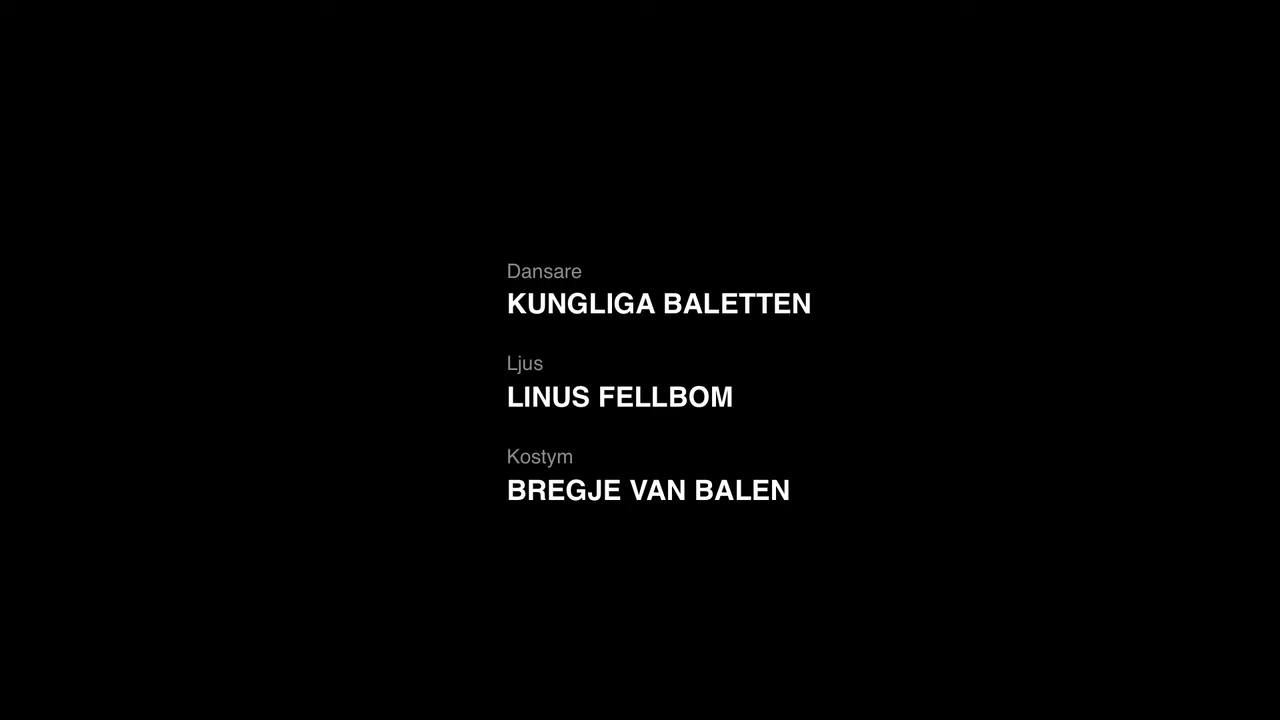 Dansare
KUNGLIGA BALETTEN
Ljus
LINUS FELLBOM
Kostym
BREGJE VAN BALEN